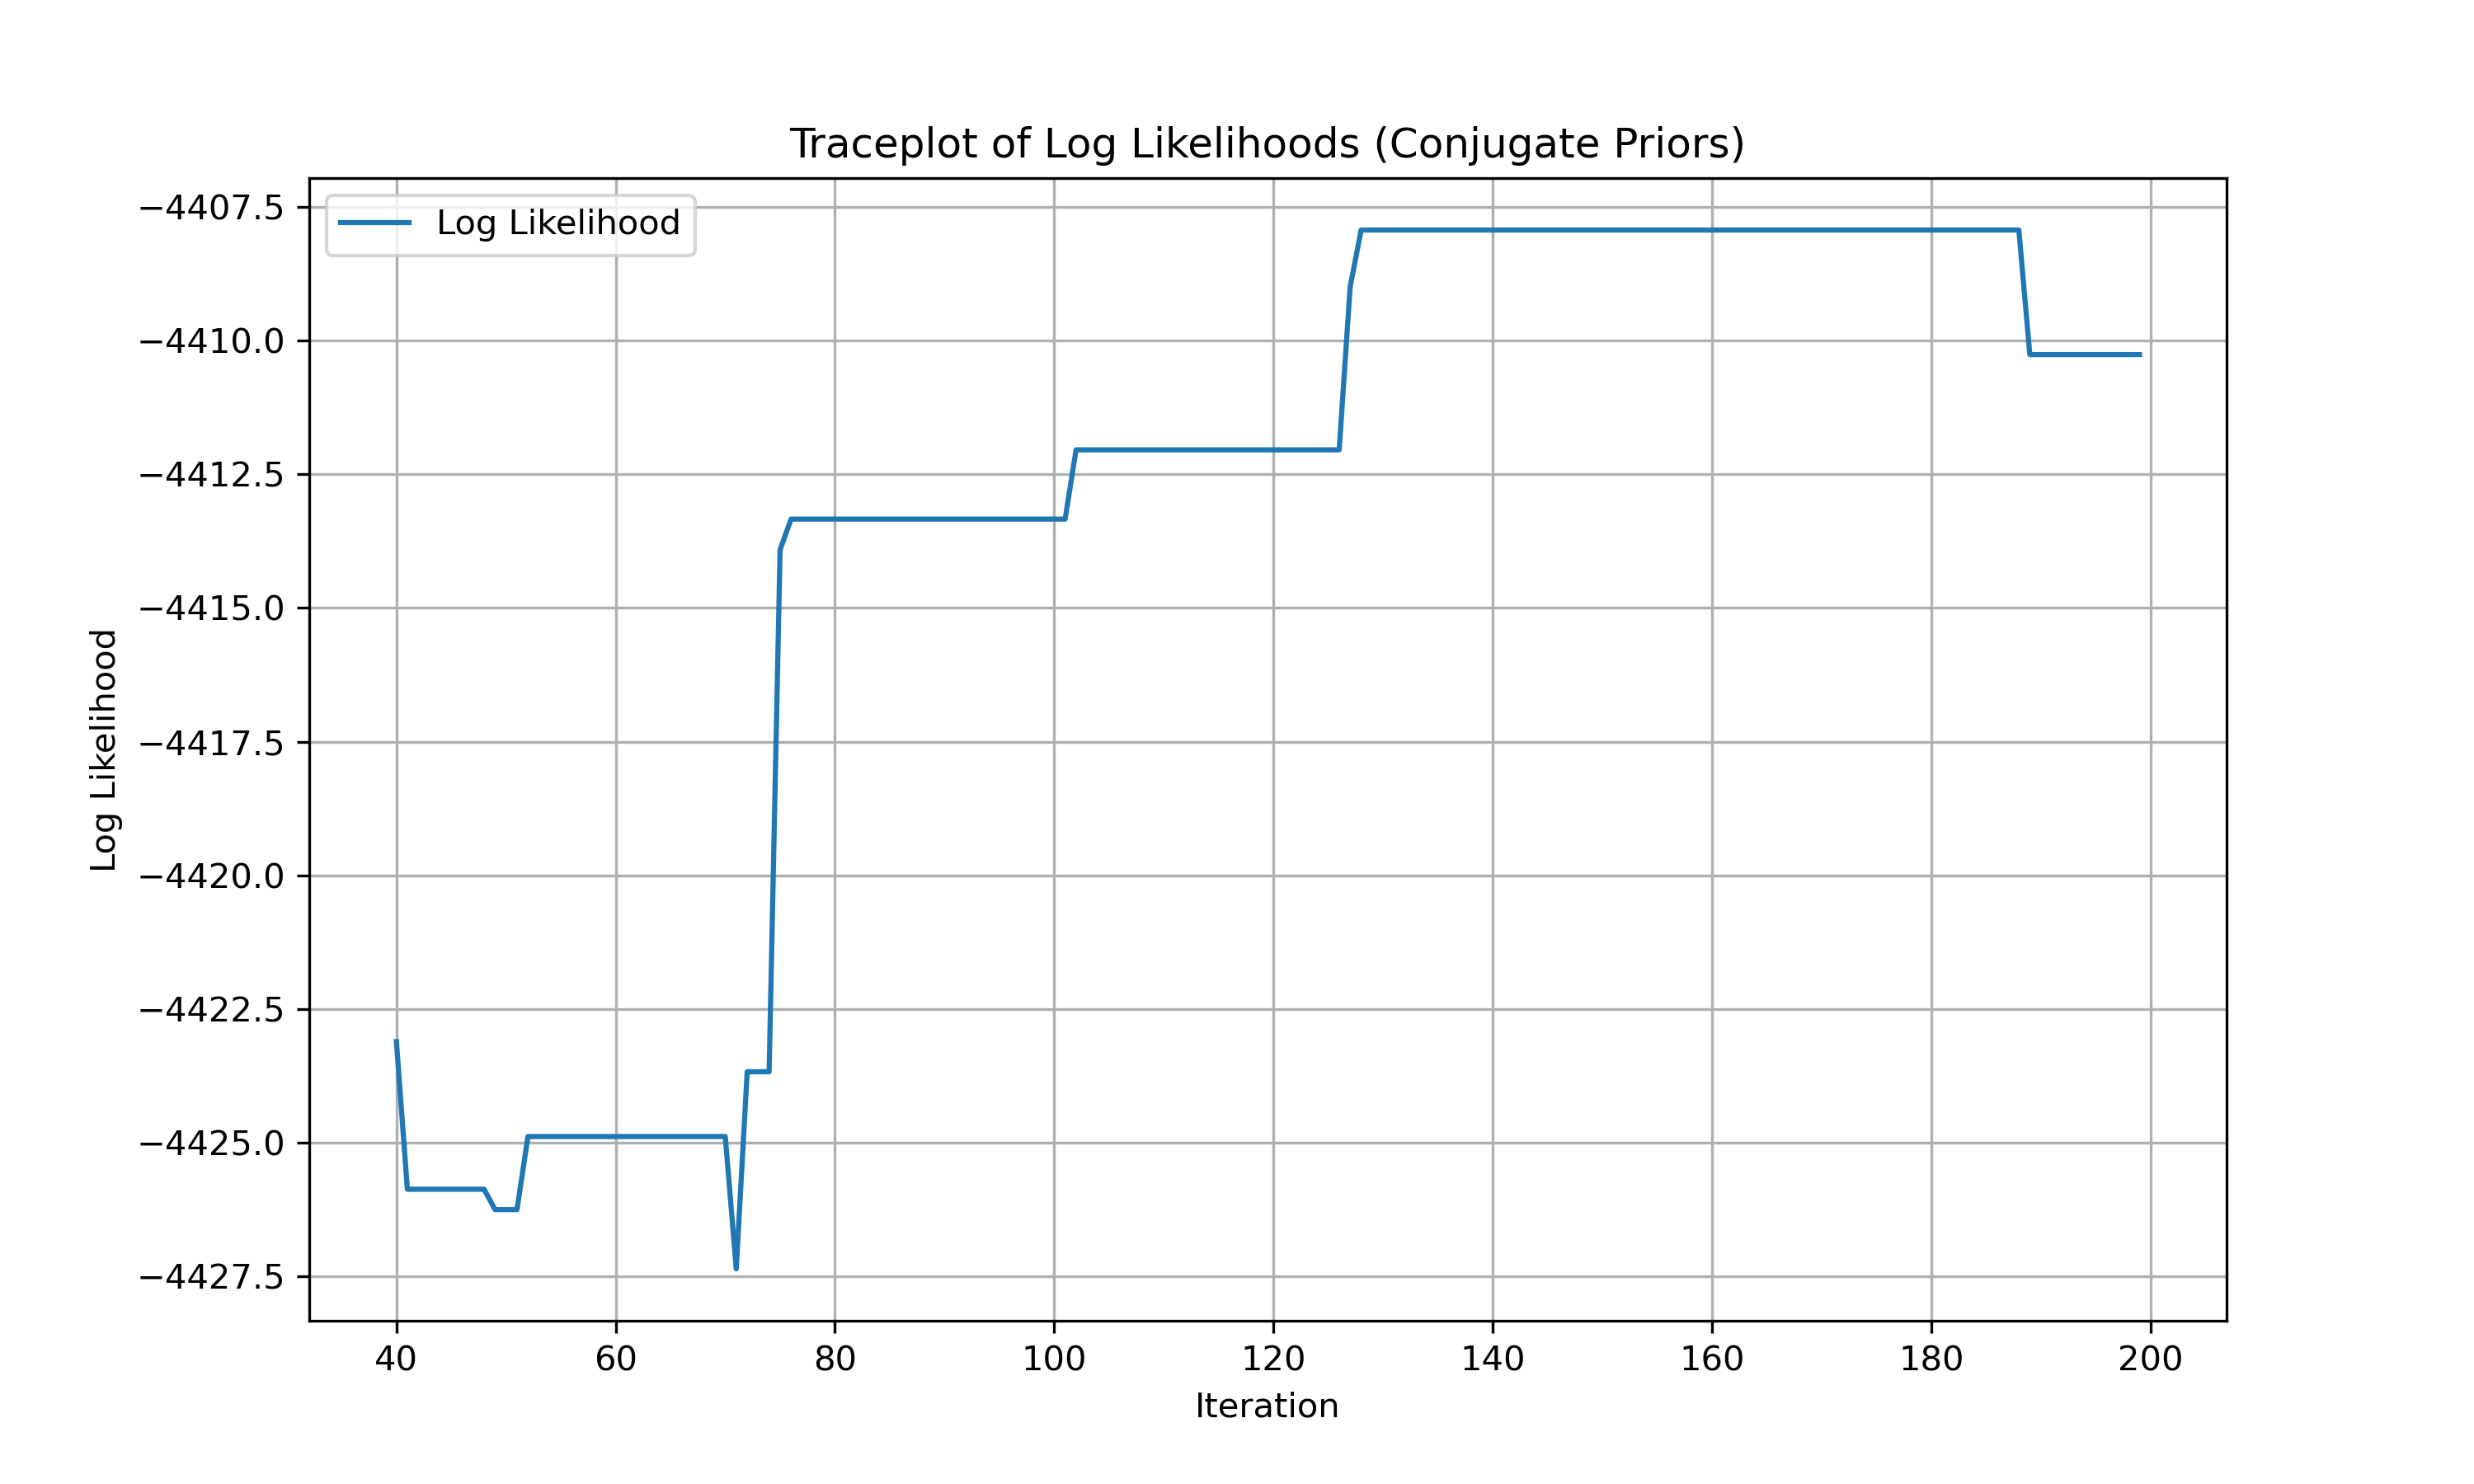 Traceplot of Log Likelihoods (Conjugate Priors)
Log Likelihood
−4407.5
−4410.0
−4412.5
−4415.0
−4417.5
−4420.0
−4422.5
−4425.0
−4427.5
Log Likelihood
40 60 80 100 120 140 160 180 200
Iteration